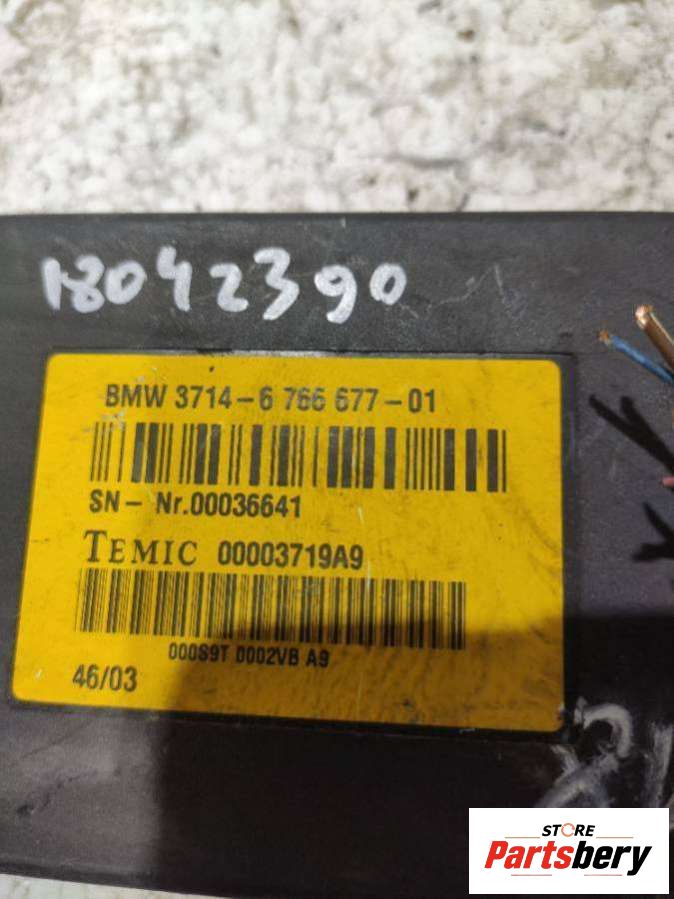 18042390
BMW 3714-6 766 677-01
SN- Nr.00036641
TEMIC 00003719A9
000S9T 0002VB A9
46/03
STORE
Partsbery